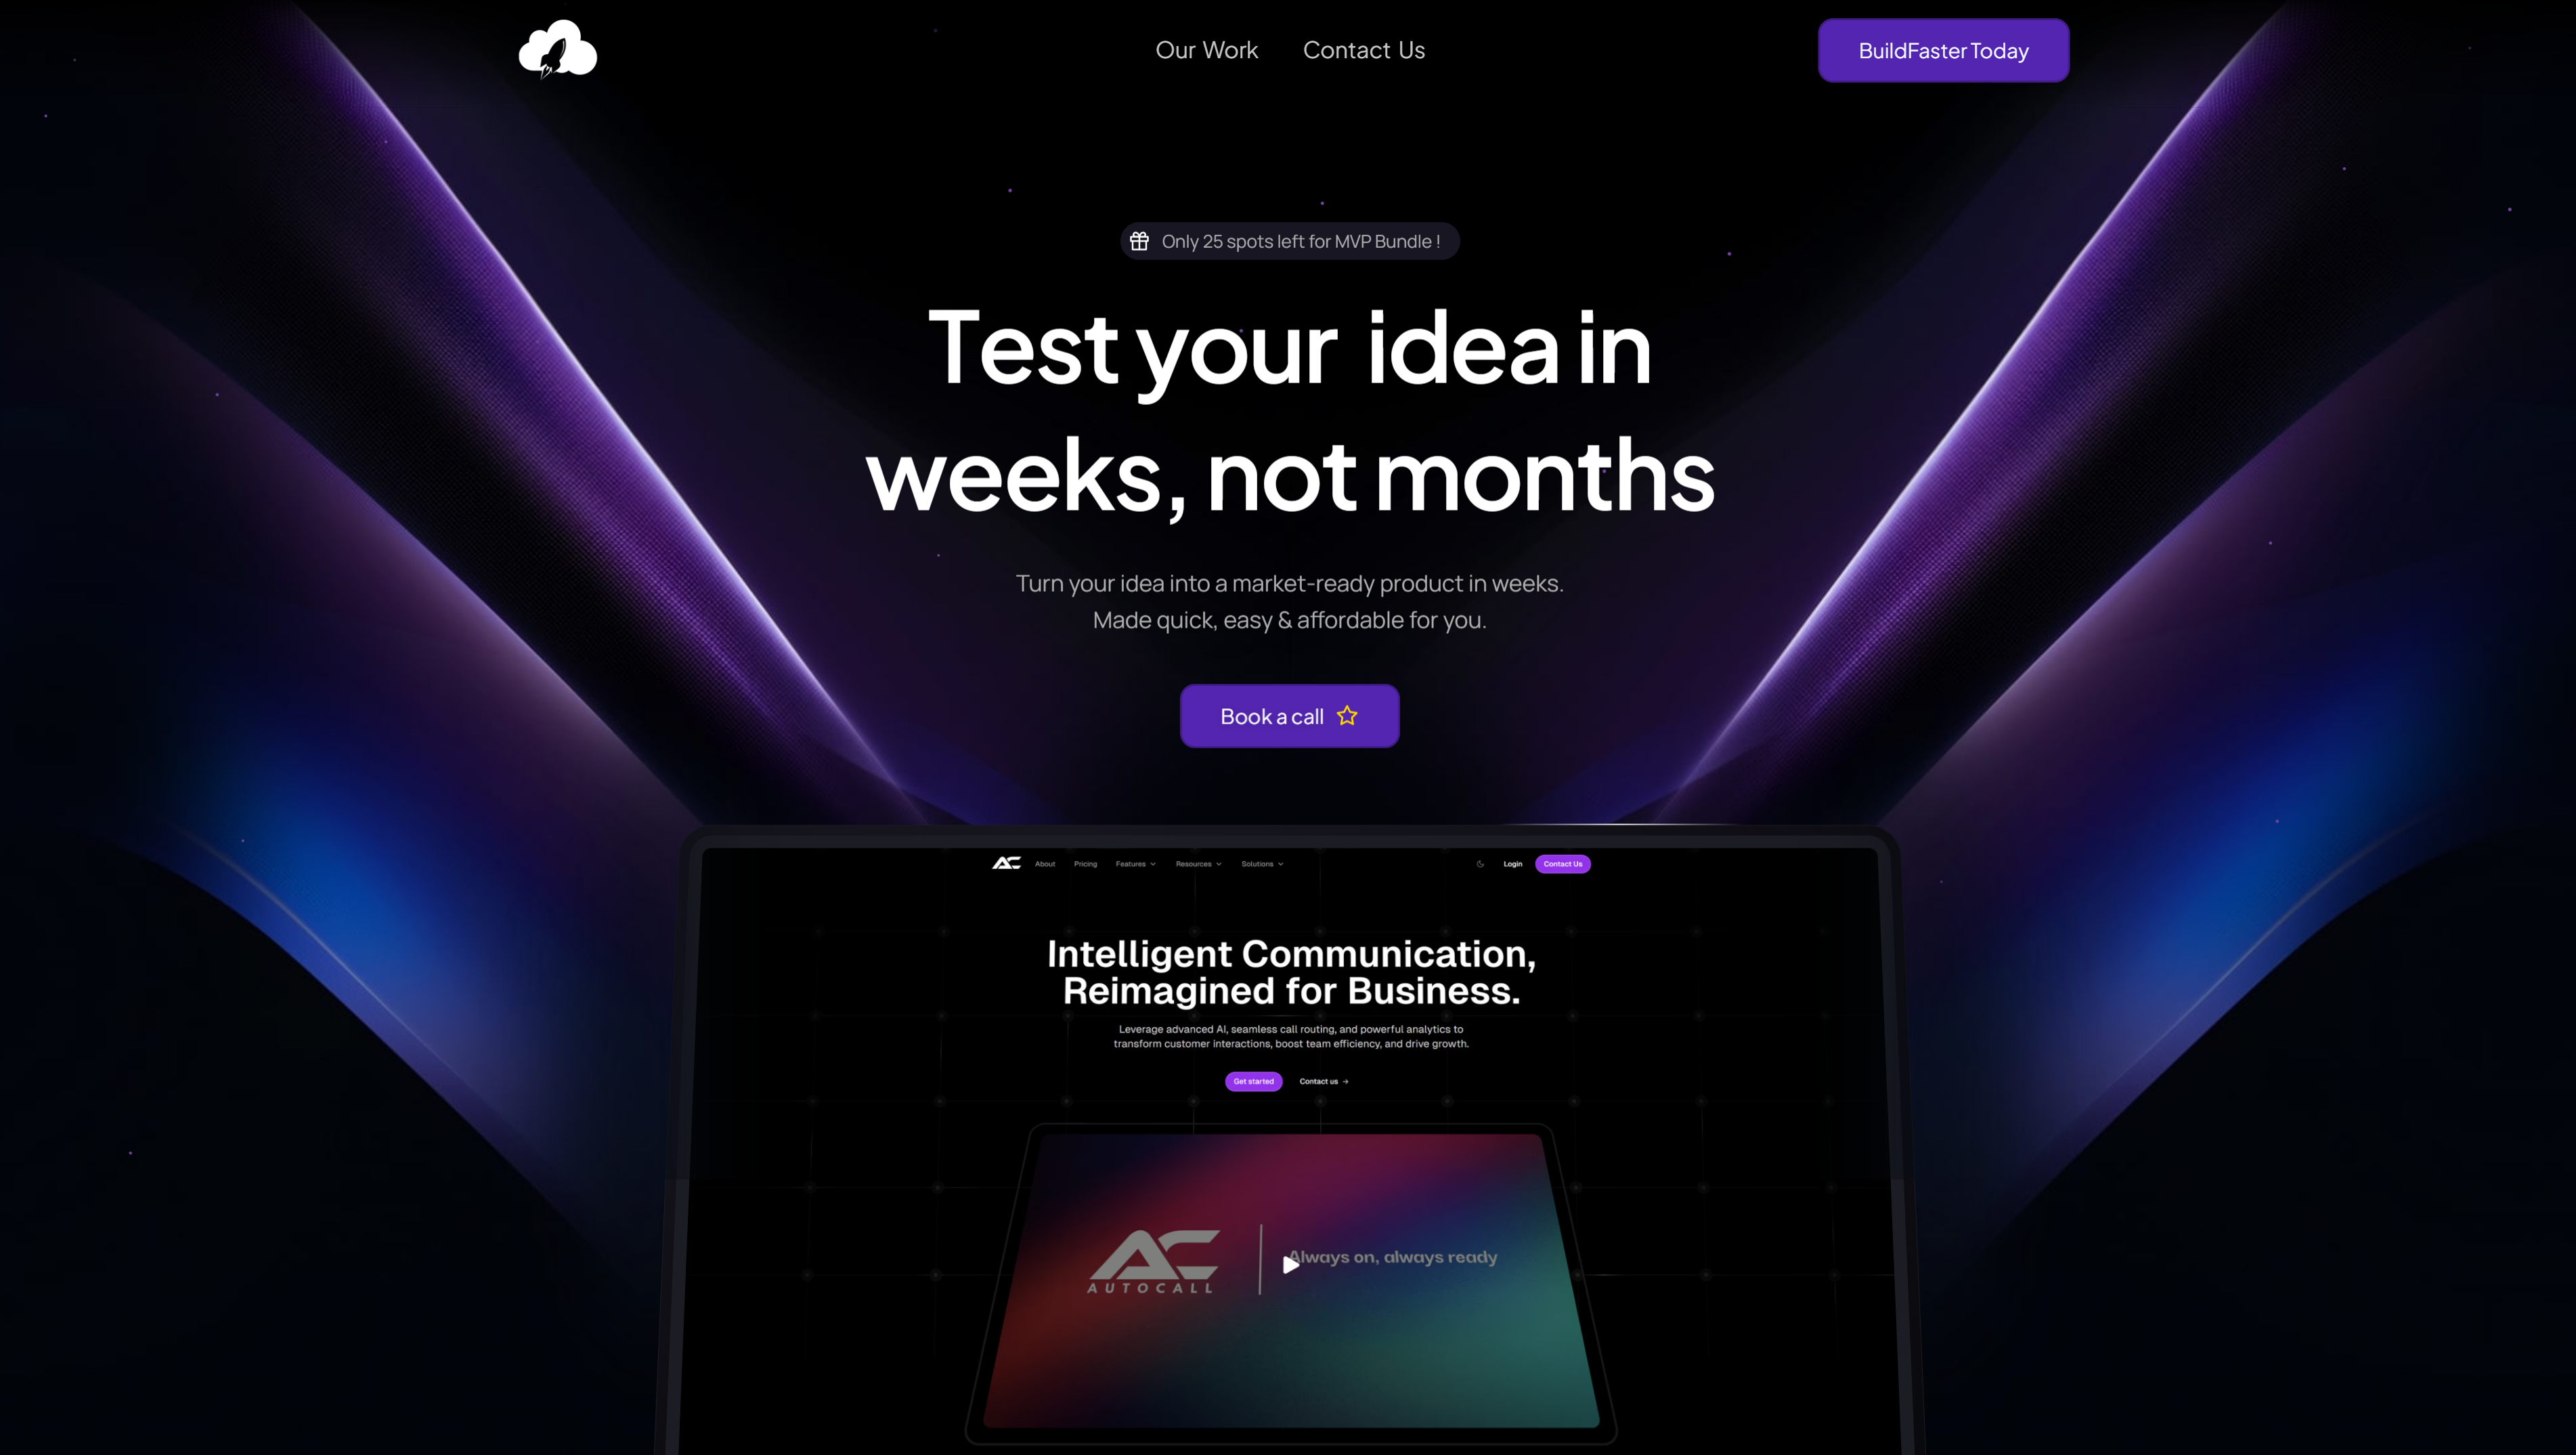 Our Work
Contact Us
BuildFaster Today
Only 25 spots left for MVP Bundle !
Test your idea in
weeks, not months
Turn your idea into a market-ready product in weeks.
Made quick, easy & affordable for you.
Book a call
AC
About
Pricing
Features
Resources
Solutions
Login
Contact Us
Intelligent Communication,
Reimagined for Business.
Leverage advanced AI, seamless call routing, and powerful analytics to
transform customer interactions, boost team efficiency, and drive growth.
Get started
Contact us →
AC
AUTOCALL
Always on, always ready